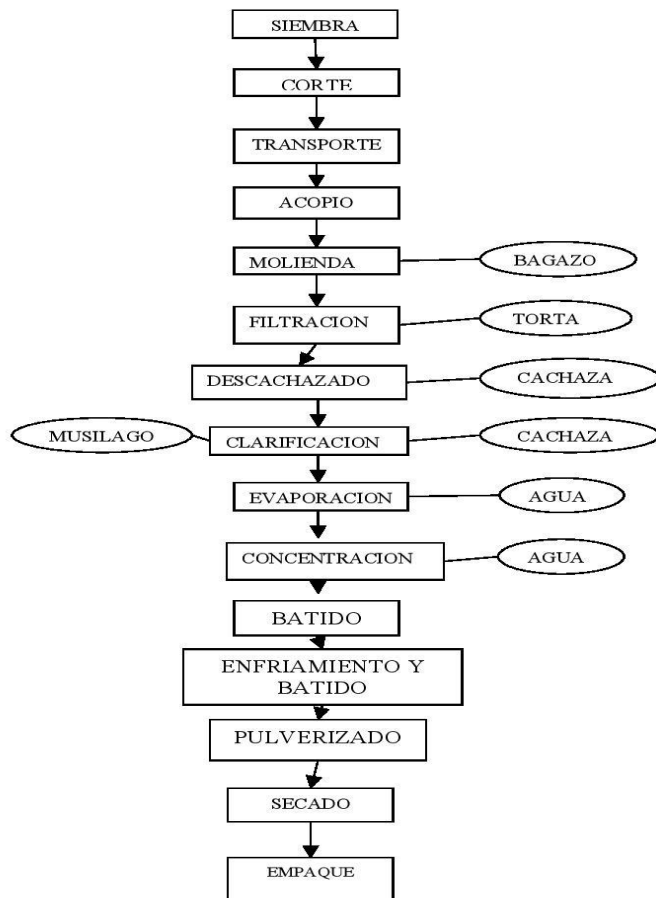 SIEMBRA
CORTE
TRANSPORTE
ACOPIO
MOLIENDA
BAGAZO
FILTRACION
TORTA
DESCACHAZADO
CACHAZA
MUSILAGO
CLARIFICACION
CACHAZA
EVAPORACION
AGUA
CONCENTRACION
AGUA
BATIDO
ENFRIAMIENTO Y
BATIDO
PULVERIZADO
SECADO
EMPAQUE